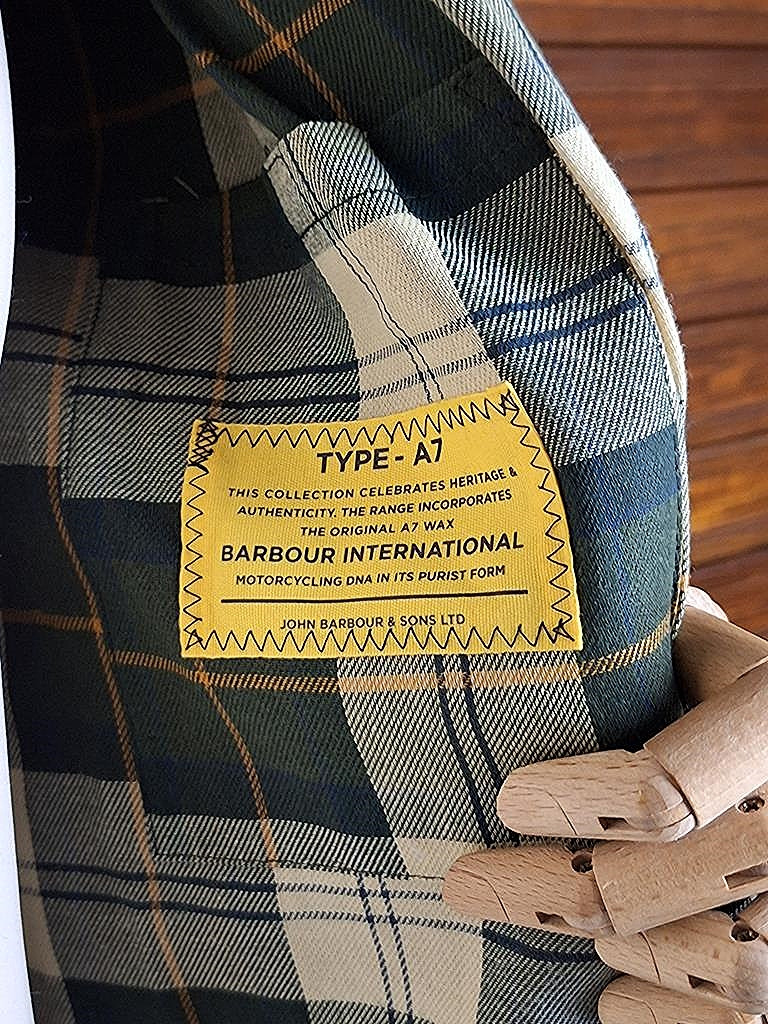 TYPE - A7
THIS COLLECTION CELEBRATES HERITAGE &
AUTHENTICITY. THE RANGE INCORPORATES
THE ORIGINAL A7 WAX
BARBOUR INTERNATIONAL
MOTORCYCLING DNA IN ITS PURIST FORM
JOHN BARBOUR & SONS LTD